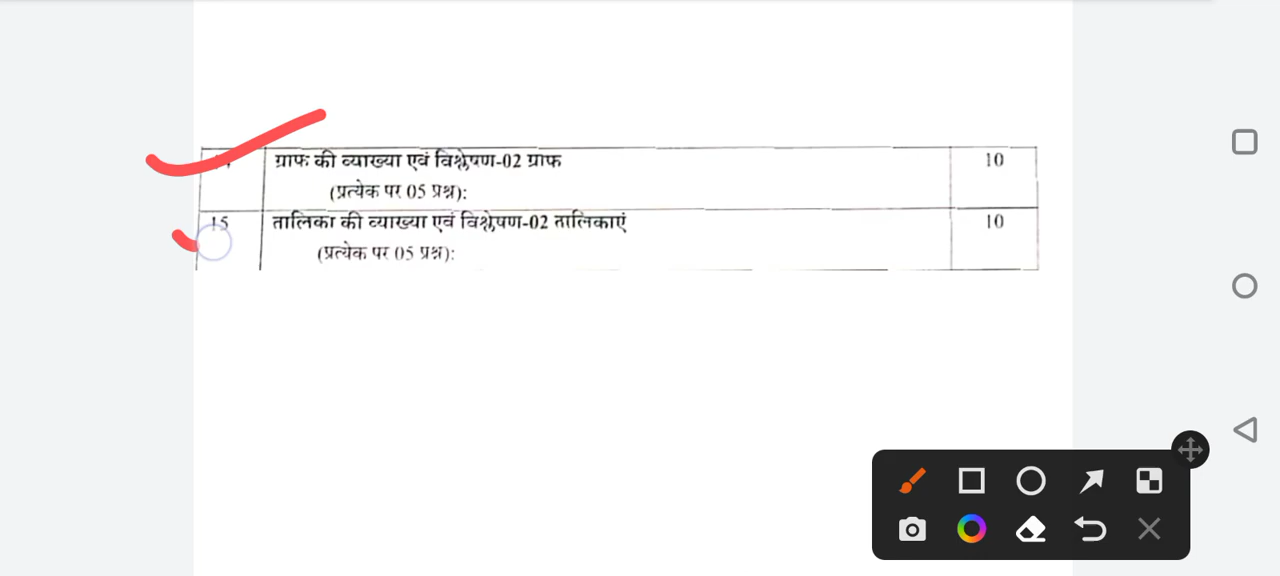 ग्राफ की व्याख्या एवं विश्लेषण-02 ग्राफ 10
(प्रत्येक पर 05 प्रश्न):
15 तालिका की व्याख्या एवं विश्लेषण-02 तालिकाएं 10
(प्रत्येक पर 05 प्रश्न):